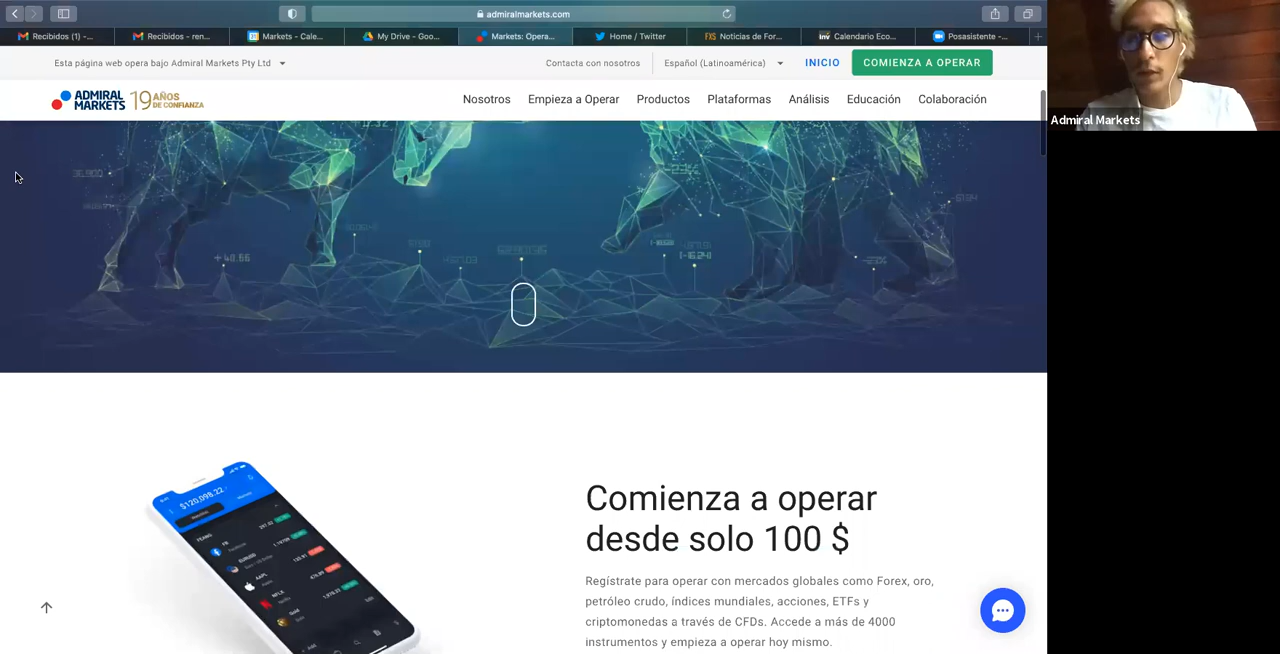 admiralmarkets.com
Recibidos (1) -...
Recibidos - ren...
Markets - Cale...
My Drive - Goo...
Markets: Opera...
Home / Twitter
Noticias de For...
Calendario Eco...
Posasistente -...
Esta página web opera bajo Admiral Markets Pty Ltd
Contacta con nosotros
Español (Latinoamérica)
INICIO
COMIENZA A OPERAR
ADMIRAL MARKETS
19 AÑOS DE CONFIANZA
Nosotros
Empieza a Operar
Productos
Plataformas
Análisis
Educación
Colaboración
Admiral Markets
$120,098.22
Comienza a operar
desde solo 100 $
Regístrate para operar con mercados globales como Forex, oro,
petróleo crudo, índices mundiales, acciones, ETFs y
criptomonedas a través de CFDs. Accede a más de 4000
instrumentos y empieza a operar hoy mismo.